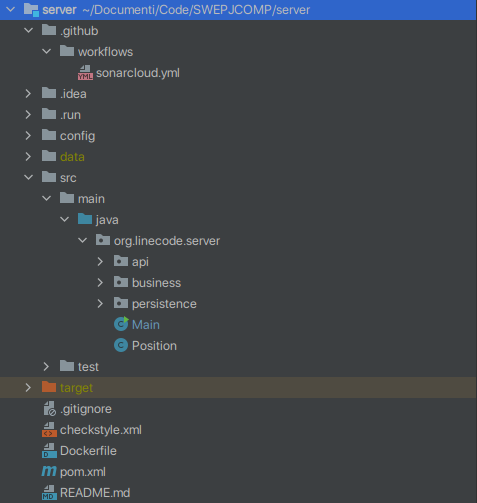 server ~/Documenti/Code/SWEPJCOMP/server
.github
workflows
sonarcloud.yml
.idea
.run
config
data
src
main
java
org.linecode.server
api
business
persistence
Main
Position
test
target
.gitignore
checkstyle.xml
Dockerfile
pom.xml
README.md